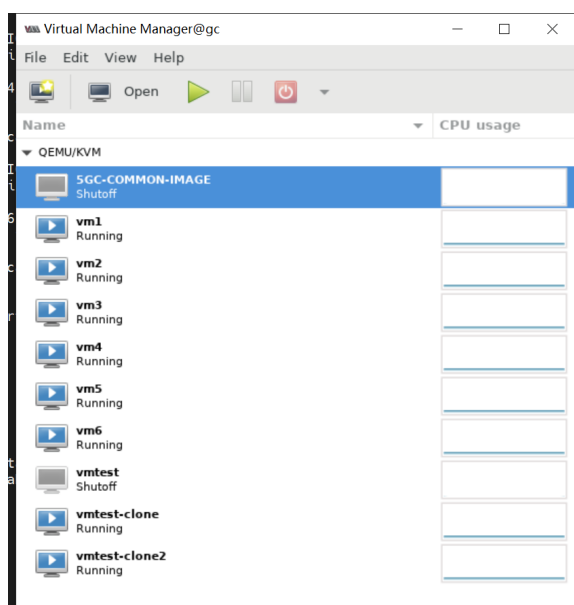 Virtual Machine Manager@gc
File Edit View Help
Open
Name CPU usage
QEMU/KVM
5GC-COMMON-IMAGE
Shutoff
vm1
Running
vm2
Running
vm3
Running
vm4
Running
vm5
Running
vm6
Running
vmtest
Shutoff
vmtest-clone
Running
vmtest-clone2
Running